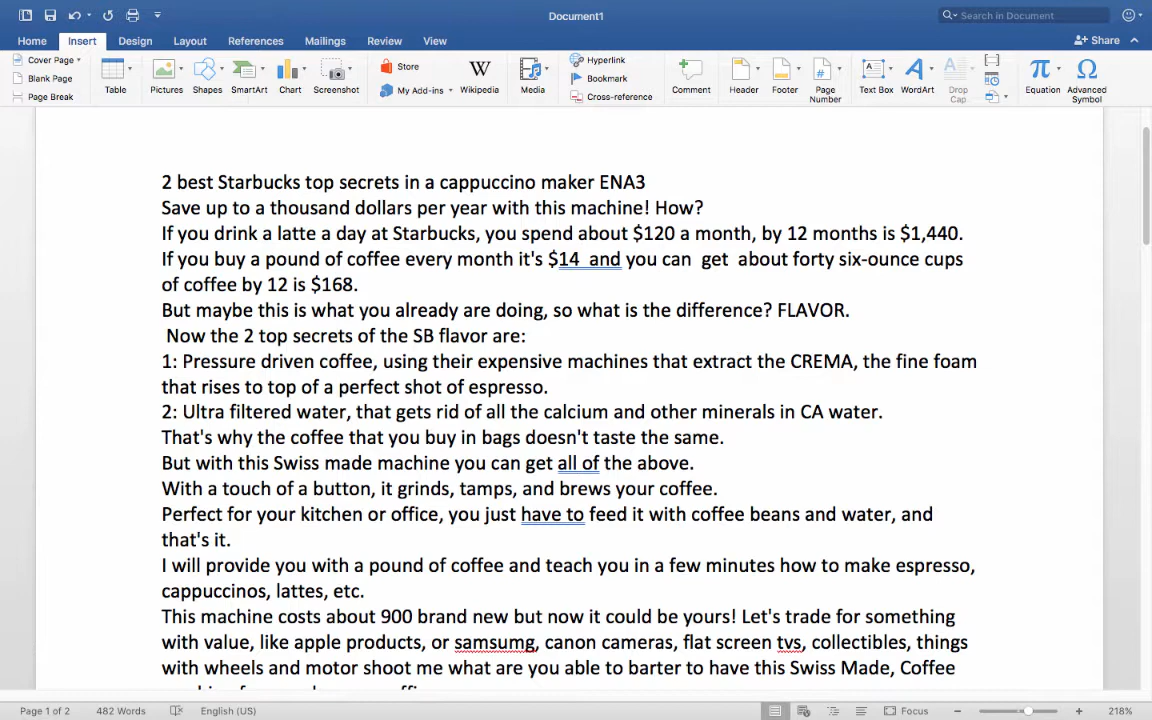 Document1
Search in Document
Home Insert Design Layout References Mailings Review View
Share
Cover Page
Blank Page
Page Break
Table
Pictures
Shapes
SmartArt
Chart
Screenshot
Store
My Add-ins
W
Wikipedia
Media
Hyperlink
Bookmark
Cross-reference
Comment
Header
Footer
#
Page
Number
A
Text Box
A
WordArt
A
Drop
Cap
π
Equation
Ω
Advanced
Symbol
2 best Starbucks top secrets in a cappuccino maker ENA3
Save up to a thousand dollars per year with this machine! How?
If you drink a latte a day at Starbucks, you spend about $120 a month, by 12 months is $1,440.
If you buy a pound of coffee every month it's $14 and you can get about forty six-ounce cups
of coffee by 12 is $168.
But maybe this is what you already are doing, so what is the difference? FLAVOR.
Now the 2 top secrets of the SB flavor are:
1: Pressure driven coffee, using their expensive machines that extract the CREMA, the fine foam
that rises to top of a perfect shot of espresso.
2: Ultra filtered water, that gets rid of all the calcium and other minerals in CA water.
That's why the coffee that you buy in bags doesn't taste the same.
But with this Swiss made machine you can get all of the above.
With a touch of a button, it grinds, tamps, and brews your coffee.
Perfect for your kitchen or office, you just have to feed it with coffee beans and water, and
that's it.
I will provide you with a pound of coffee and teach you in a few minutes how to make espresso,
cappuccinos, lattes, etc.
This machine costs about 900 brand new but now it could be yours! Let's trade for something
with value, like apple products, or samsumg, canon cameras, flat screen tvs, collectibles, things
with wheels and motor shoot me what are you able to barter to have this Swiss Made, Coffee
Page 1 of 2
482 Words
English (US)
Focus
218%